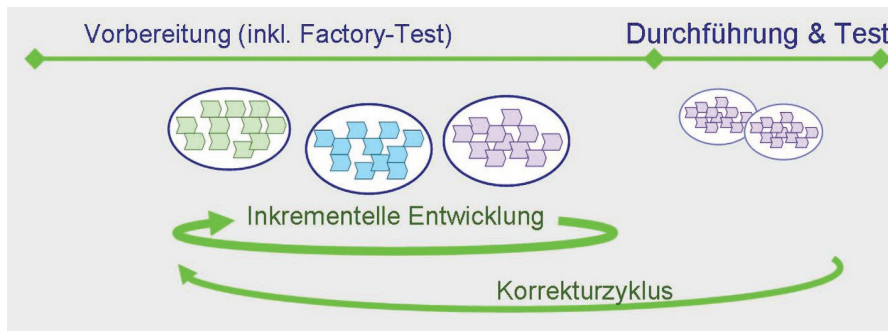 Vorbereitung (inkl. Factory-Test)
Durchführung & Test
Inkrementelle Entwicklung
Korrekturzyklus